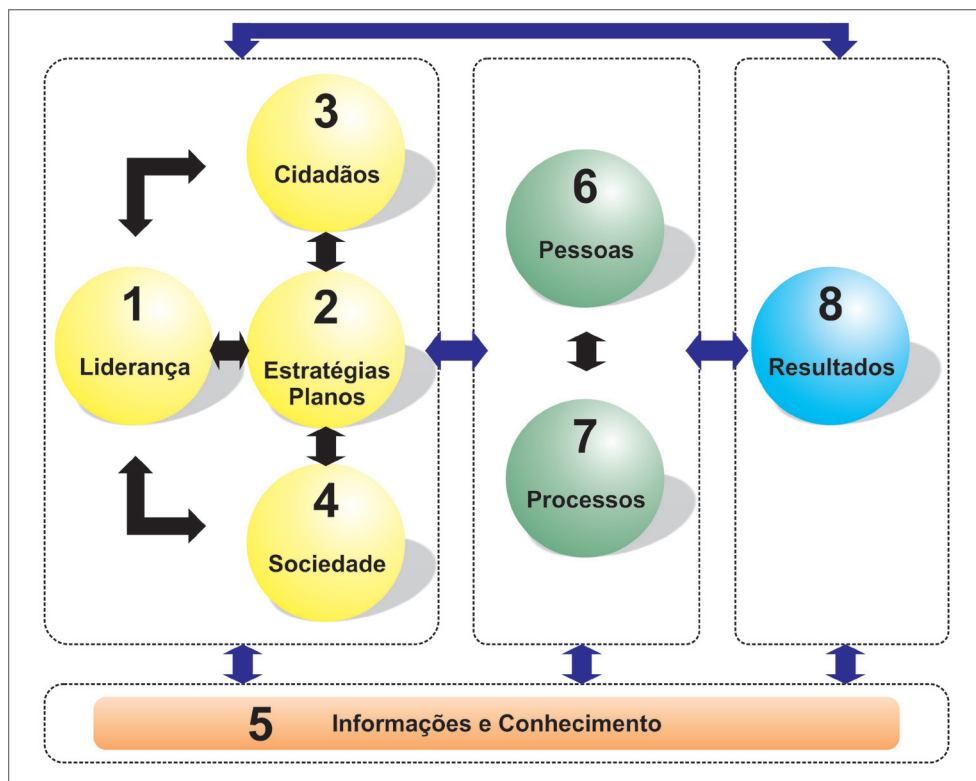 3
Cidadãos
1
Liderança
2
Estratégias
Planos
4
Sociedade
6
Pessoas
7
Processos
8
Resultados
5 Informações e Conhecimento